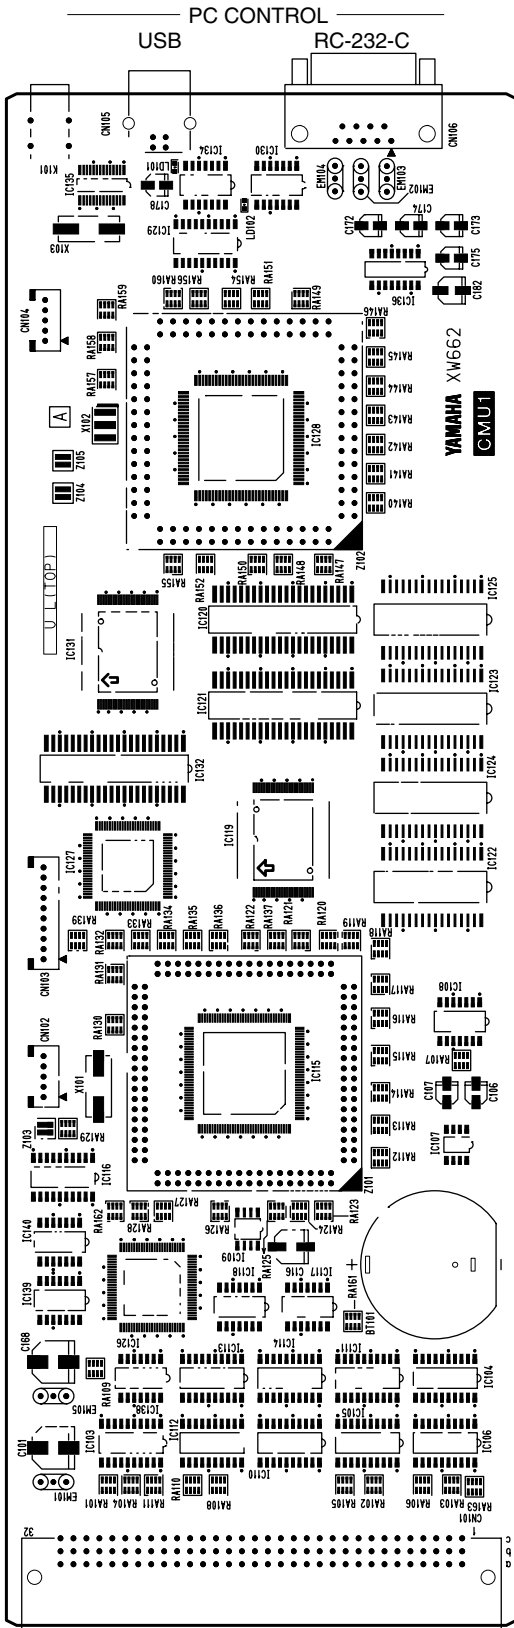 PC CONTROL
USB
RC-232-C
CN105
CN106
K101
IC135
LD101
IC134
IC130
EM104
EM103
EM102
C178
IC129
LD102
C172
C174
C173
X103
C175
IC136
C182
RA159
RA160
RA156
RA154
RA151
RA149
CN104
RA146
RA158
RA145
RA157
RA144
A
X102
RA143
IC128
YAMAHA XW662
CMU1
RA142
Z105
RA141
Z104
RA140
Z102
U L(TOP)
RA155
RA152
RA150
RA148
RA147
IC120
IC125
IC131
IC121
IC123
IC132
IC124
IC119
IC127
IC122
RA139
RA132
RA133
RA134
RA135
RA136
RA122
RA137
RA121
RA120
RA119
RA118
CN103
RA131
RA117
IC108
RA130
RA116
CN102
X101
IC115
RA115
RA107
RA114
C107
C106
Z103
RA129
RA113
IC107
RA112
IC116
Z101
RA162
RA128
RA127
RA126
RA124
RA123
IC140
IC109
RA125
C116
IC117
IC118
+
RA161
IC139
BT101
IC126
IC113
IC114
IC111
C168
RA109
IC104
EM105
IC138
IC105
C101
IC103
IC112
IC110
IC106
EM101
RA101
RA104
RA111
RA110
RA108
RA105
RA102
RA106
RA103
RA163
CN101
32
1
c
b
a